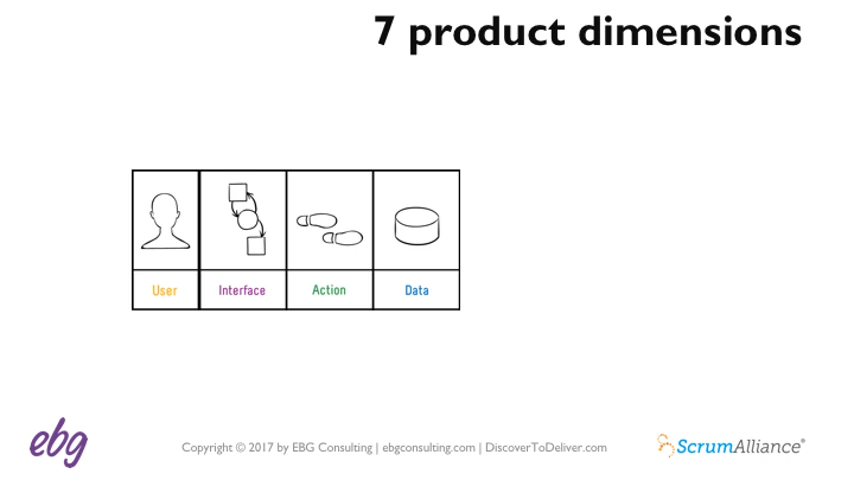 7 product dimensions
User Interface Action Data
ebg
Copyright © 2017 by EBG Consulting | ebgconsulting.com | DiscoverToDeliver.com
ScrumAlliance®